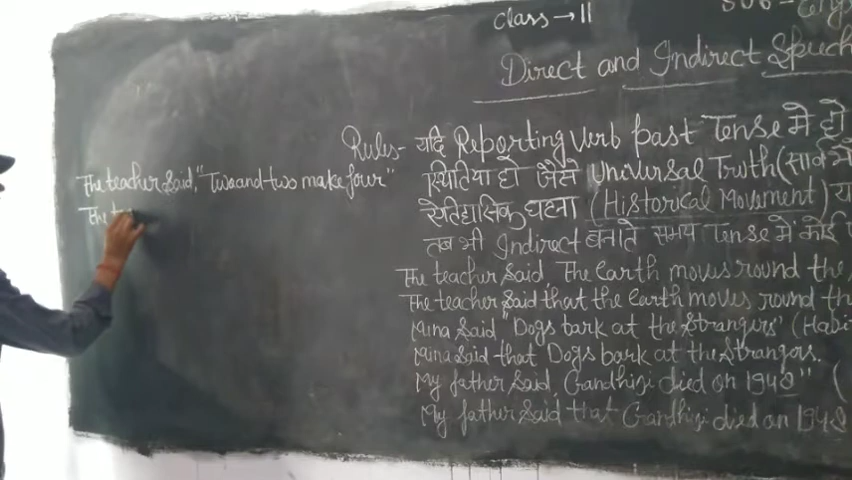 Class → 11
Direct and Indirect Speech
Rules- यदि Reporting Verb past Tense में हो
स्थितिया हो जैसे Universal Truth (सार्व
ऐतिहासिक घटना (Historical Movement)
तब भी Indirect बनाते समय Tense में कोई
The teacher said The Earth moves round the
The teacher said that the Earth moves round
Mina said "Dogs bark at the strangers" (Habi
Mina said that Dogs bark at the strangers.
My father said, Gandhiji died on 1948" (
My father said that Gandhiji died on 1948
The teacher said, "Two and two make four"
The